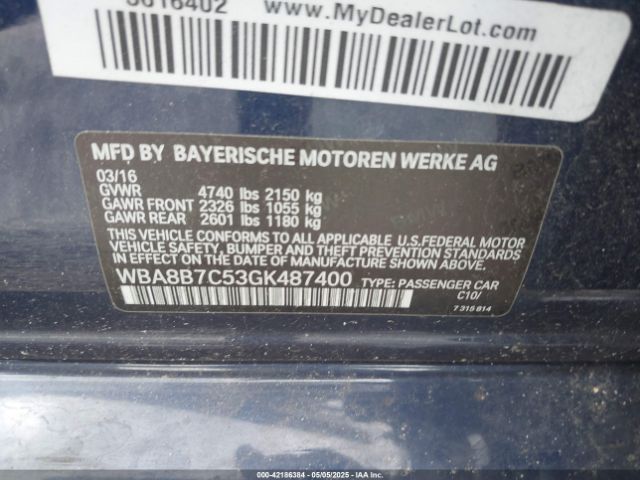 www.MyDealerLot.com
MFD BY BAYERISCHE MOTOREN WERKE AG
03/16
GVWR 4740 lbs 2150 kg
GAWR FRONT 2326 lbs 1055 kg
GAWR REAR 2601 lbs 1180 kg
THIS VEHICLE CONFORMS TO ALL APPLICABLE U.S.FEDERAL MOTOR
VEHICLE SAFETY, BUMPER AND THEFT PREVENTION STANDARDS
IN EFFECT ON THE DATE OF MANUFACTURE SHOWN ABOVE.
WBA8B7C53GK487400 TYPE: PASSENGER CAR
C10/
7 315 814
000-42186384 - 05/05/2025 - IAAI.COM